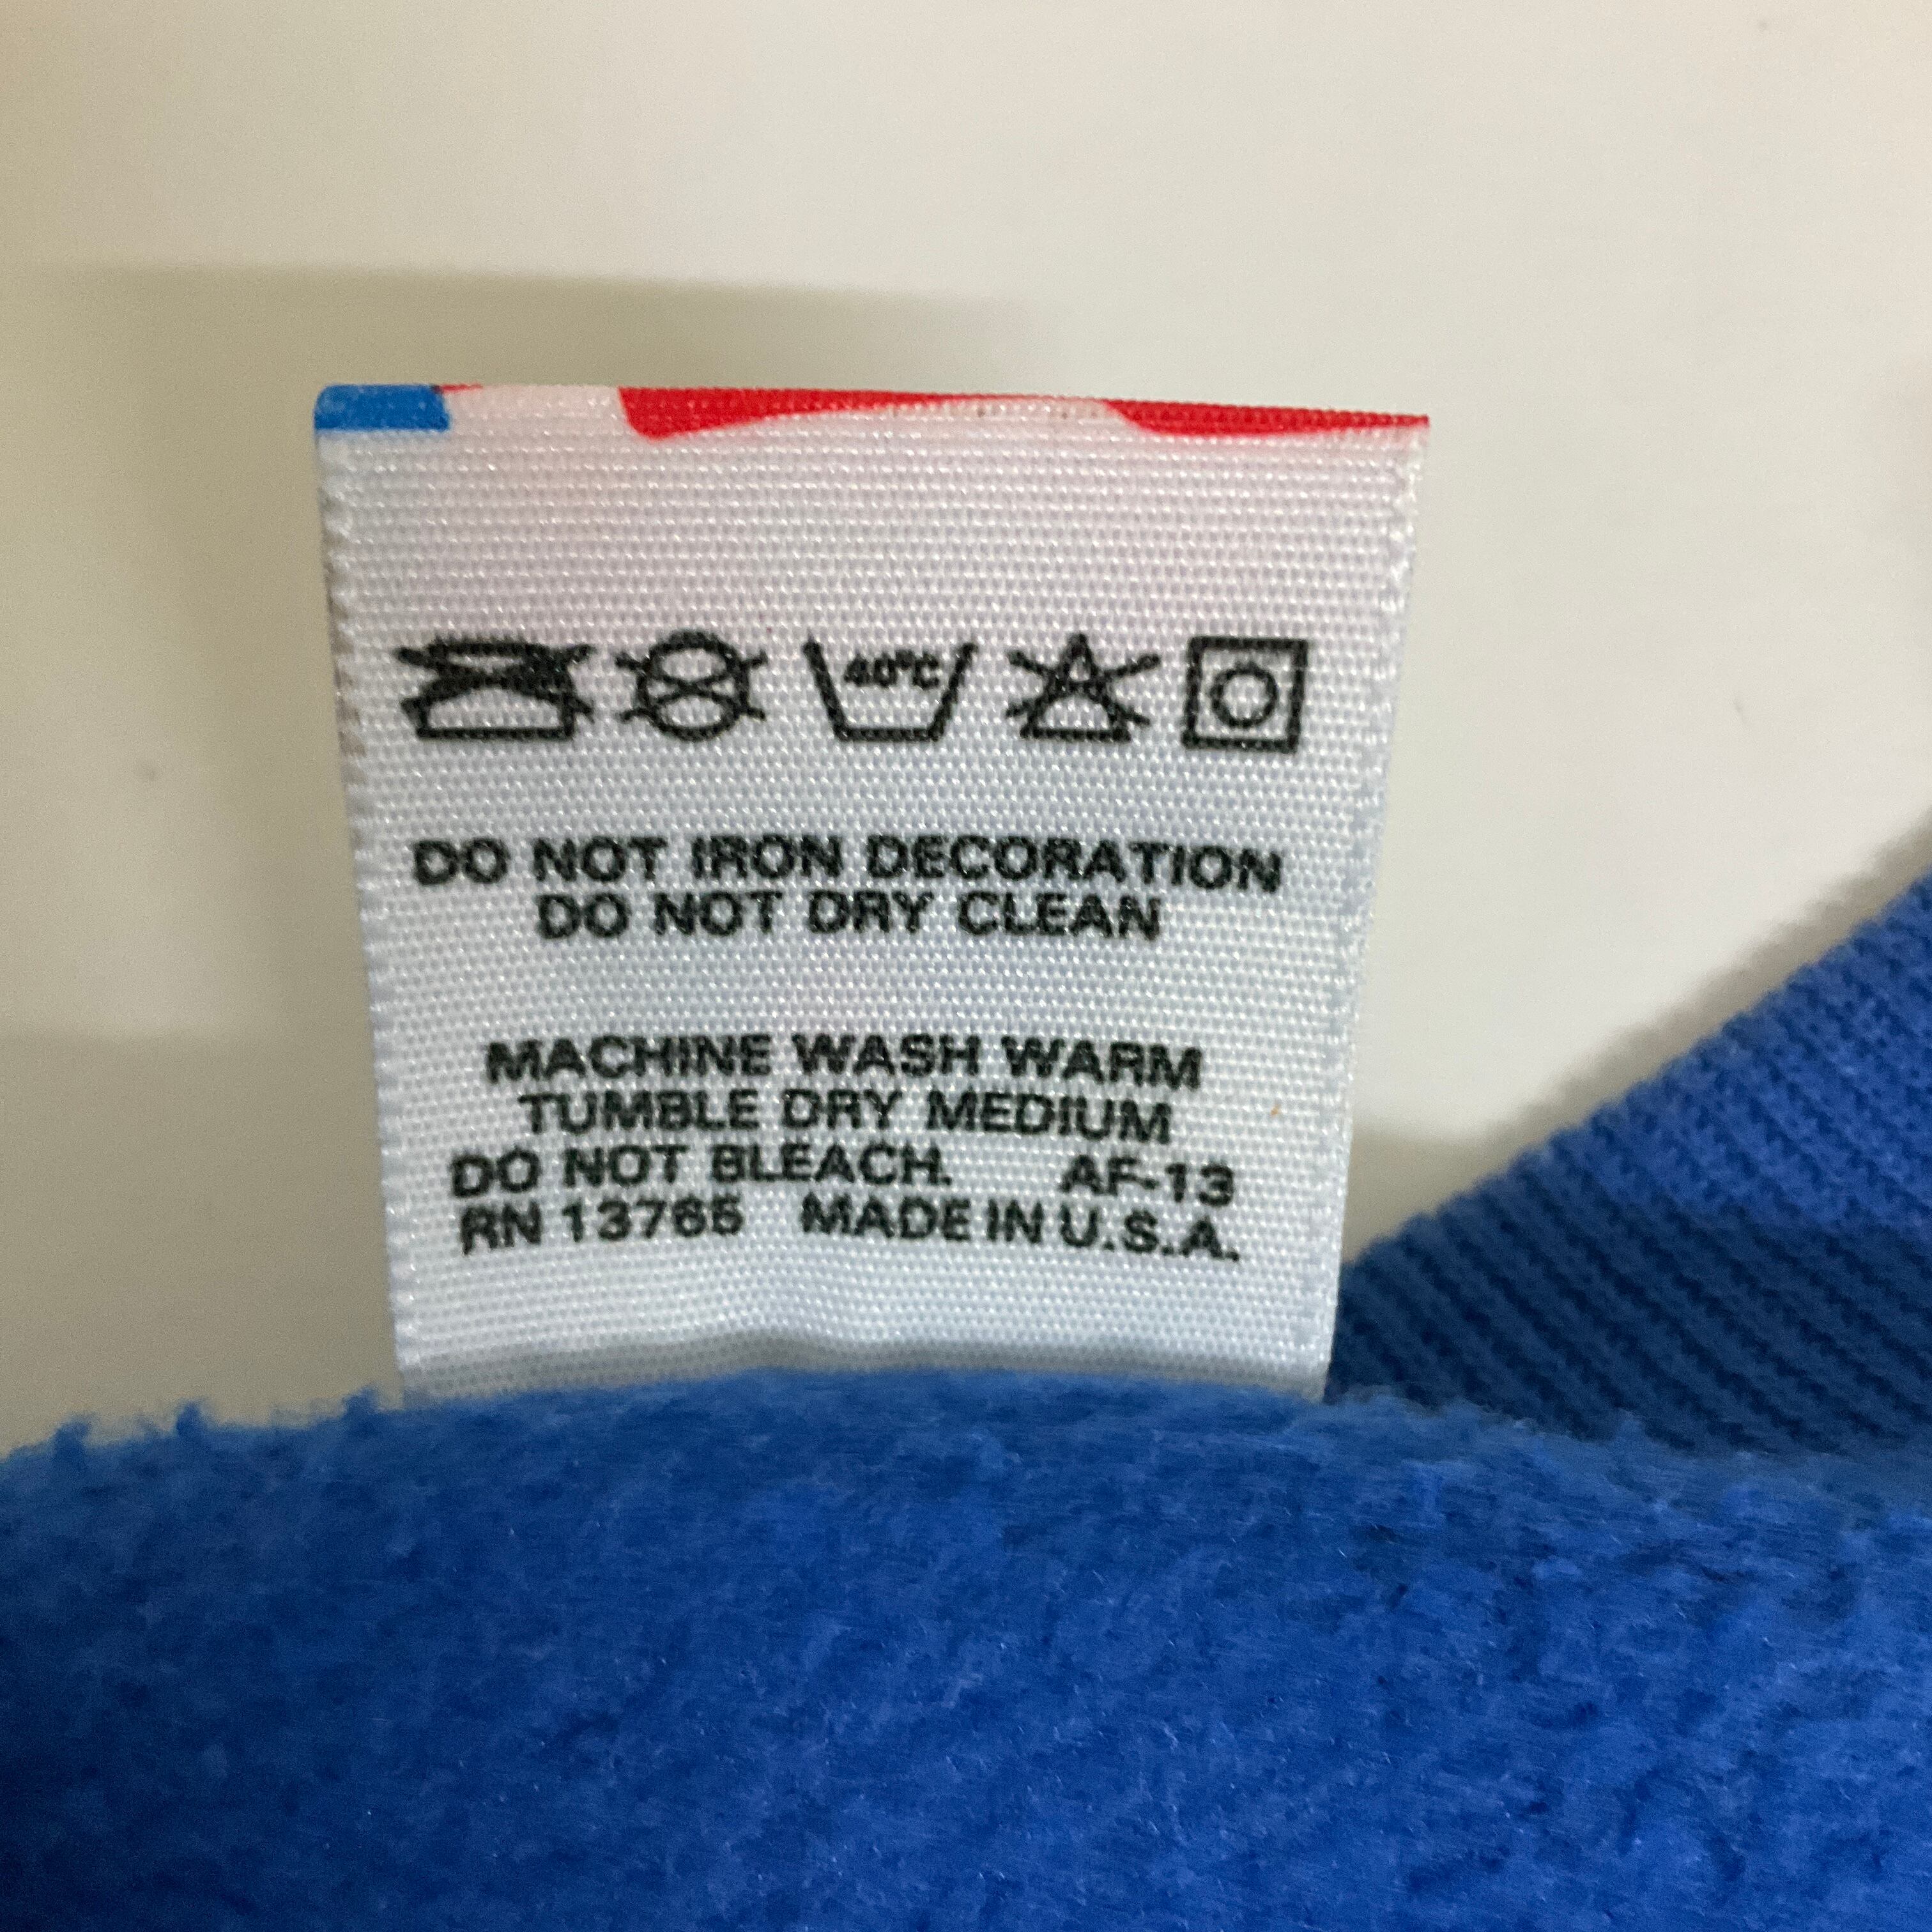 40°C
DO NOT IRON DECORATION
DO NOT DRY CLEAN
MACHINE WASH WARM
TUMBLE DRY MEDIUM
DO NOT BLEACH. AF-13
RN 13765 MADE IN U.S.A.